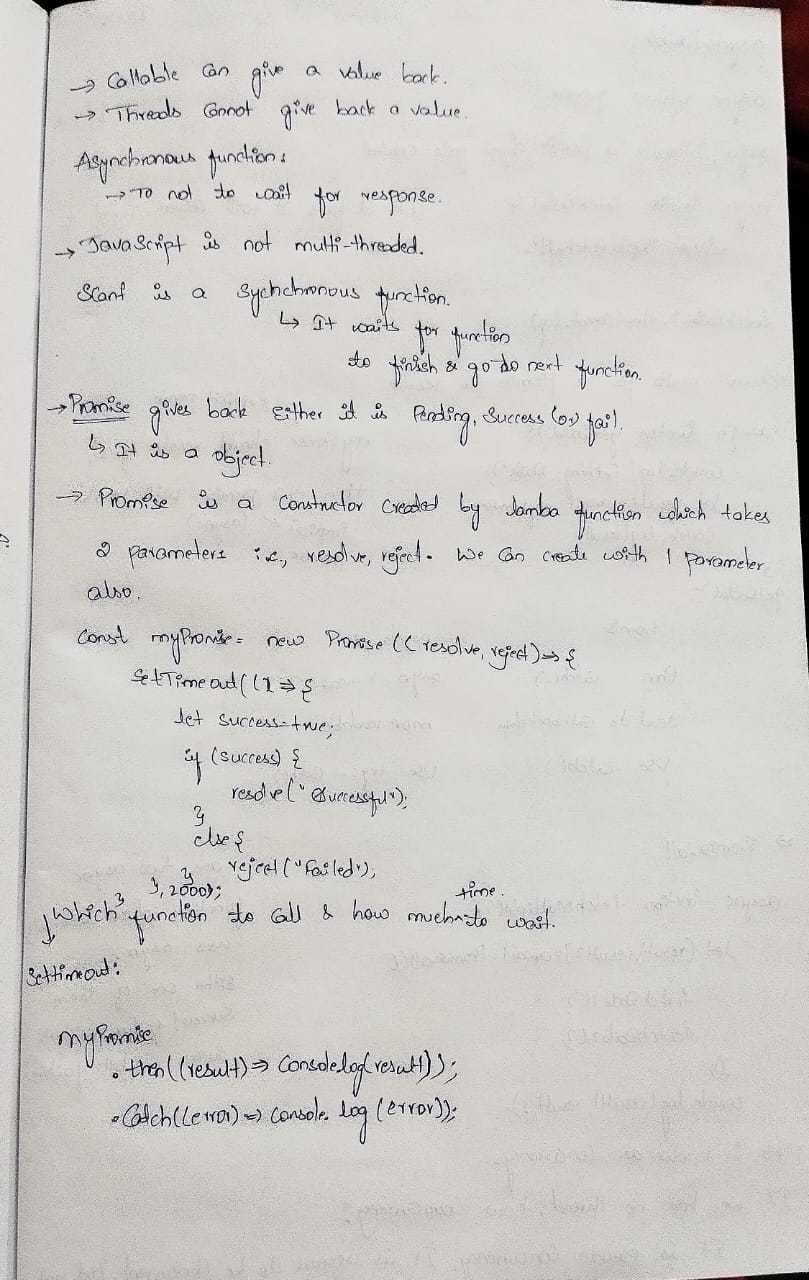 → Callable Can give a value back.
→ Threads Cannot give back a value.
Asynchronous function:
→ To not to wait for response.
→ JavaScript is not multi-threaded.
Scanf is a Sychchronous function.
↳ It waits for function
to finish & go to next function.
→ Promise gives back Either it is Pending, Success (or) fail.
↳ It is a object.
→ Promise is a Constructor Created by Lamba function which takes
2 parameters i.e., resolve, reject. We Can create with 1 parameter
also.
Const myPromise = new Promise (( resolve, reject) => {
SetTimeout(() => {
let success=true;
if (success) {
resolve("Successful");
}
else {
reject ("Failed");
}
}, 2000);
}
time.
↓ Which function to Call & how much to wait.
Settimeout:
myPromise
.then((result) => Console.log(result));
.Catch((error) => Console.log (error));